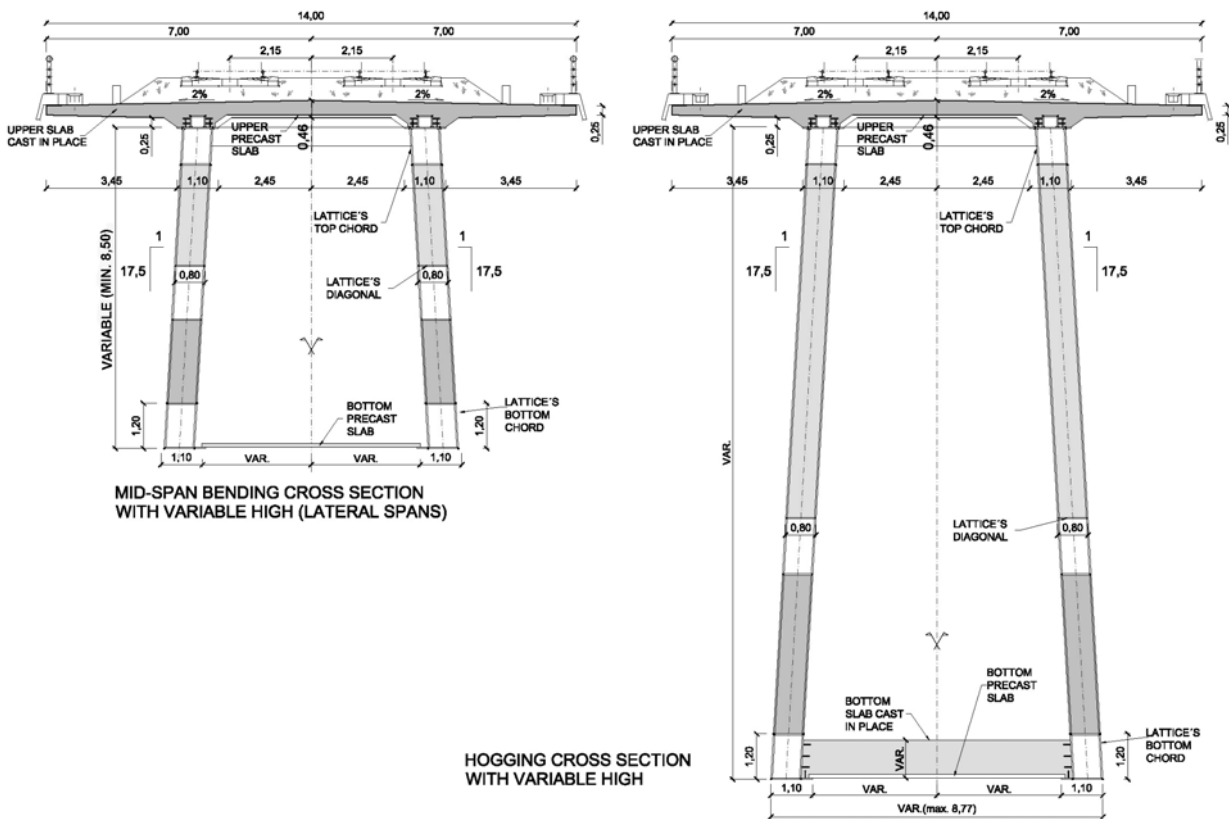 14,00
7,00 7,00
2,15 2,15
2% 2%
UPPER SLAB
CAST IN PLACE
0,25
UPPER
PRECAST
SLAB
0,46
0,25
3,45 1,10 2,45 2,45 1,10 3,45
LATTICE´S
TOP CHORD
1
17,5
1
17,5
0,80
LATTICE´S
DIAGONAL
0,80
VARIABLE (MIN. 8,50)
BOTTOM
PRECAST
SLAB
LATTICE´S
BOTTOM
CHORD
1,20
1,20
1,10 VAR. VAR. 1,10
MID-SPAN BENDING CROSS SECTION
WITH VARIABLE HIGH (LATERAL SPANS)
14,00
7,00 7,00
2,15 2,15
2% 2%
UPPER SLAB
CAST IN PLACE
0,25
UPPER
PRECAST
SLAB
0,46
0,25
3,45 1,10 2,45 2,45 1,10 3,45
LATTICE´S
TOP CHORD
1
17,5
1
17,5
VAR.
0,80
LATTICE´S
DIAGONAL
0,80
BOTTOM
PRECAST
SLAB
BOTTOM
SLAB CAST
IN PLACE
VAR.
LATTICE´S
BOTTOM
CHORD
1,20
1,20
1,10 VAR. VAR. 1,10
VAR.(max. 8,77)
HOGGING CROSS SECTION
WITH VARIABLE HIGH